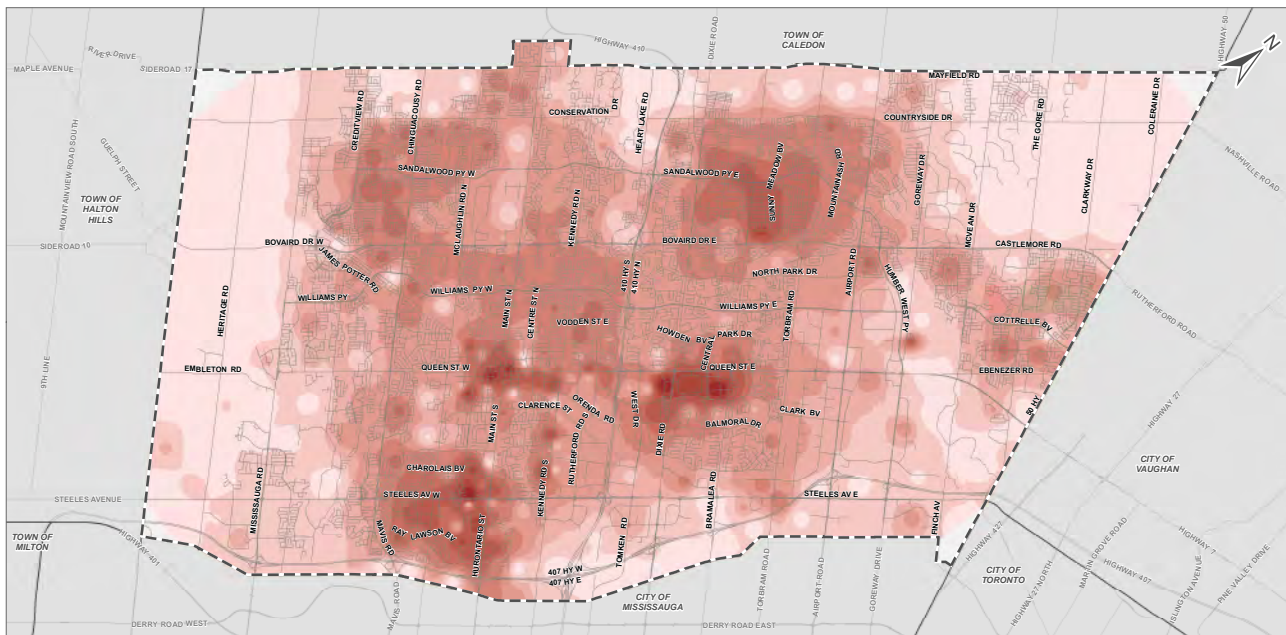 HIGHWAY 410
DIXIE ROAD
TOWN OF
CALEDON
HIGHWAY 50
N
RIVER DRIVE
MAPLE AVENUE
SIDEROAD 17
MAYFIELD RD
CREDITVIEW RD
CHINGUACOUSY RD
CONSERVATION DR
HEART LAKE RD
COUNTRYSIDE DR
THE GORE RD
COLERAINE DR
MOUNTAINVIEW ROAD SOUTH
GUELPH STREET
NASHVILLE ROAD
SANDALWOOD PY W
SANDALWOOD PY E
SUNNY MEADOW BV
MOUNTAINASH RD
GOREWAY DR
CLARKWAY DR
TOWN OF
HALTON
HILLS
MCLAUGHLIN RD N
KENNEDY RD N
MCVEAN DR
SIDEROAD 10
BOVAIRD DR W
BOVAIRD DR E
CASTLEMORE RD
JAMES POTTER RD
410 HY S
410 HY N
NORTH PARK DR
AIRPORT RD
HUMBER WEST PY
RUTHERFORD ROAD
HERITAGE RD
WILLIAMS PY
WILLIAMS PY W
MAIN ST N
CENTRE ST N
WILLIAMS PY E
TORBRAM RD
COTTRELLE BV
VODDEN ST E
HOWDEN BV
CENTRAL PARK DR
9TH LINE
EMBLETON RD
QUEEN ST W
QUEEN ST E
EBENEZER RD
HIGHWAY 27
MAIN ST S
CLARENCE ST
ORENDA RD
WEST DR
CLARK BV
50 HY
RUTHERFORD RD S
DIXIE RD
BALMORAL DR
CITY OF
VAUGHAN
MISSISSAUGA RD
CHAROLAIS BV
KENNEDY RD S
STEELES AVENUE
STEELES AV W
BRAMALEA RD
STEELES AV E
FINCH AV
TOWN OF
MILTON
HIGHWAY 401
MAVIS RD
RAY LAWSON BV
HURONTARIO ST
TOMKEN RD
HIGHWAY 427
MARTIN GROVE ROAD
HIGHWAY 7
407 HY W
407 HY E
CITY OF
TORONTO
HIGHWAY 27 NORTH
HIGHWAY 407
ISLINGTON AVENUE
PINE VALLEY DRIVE
MAVIS ROAD
CITY OF
MISSISSAUGA
TORBRAM ROAD
AIRPORT ROAD
GOREWAY DRIVE
DERRY ROAD WEST
DERRY ROAD EAST